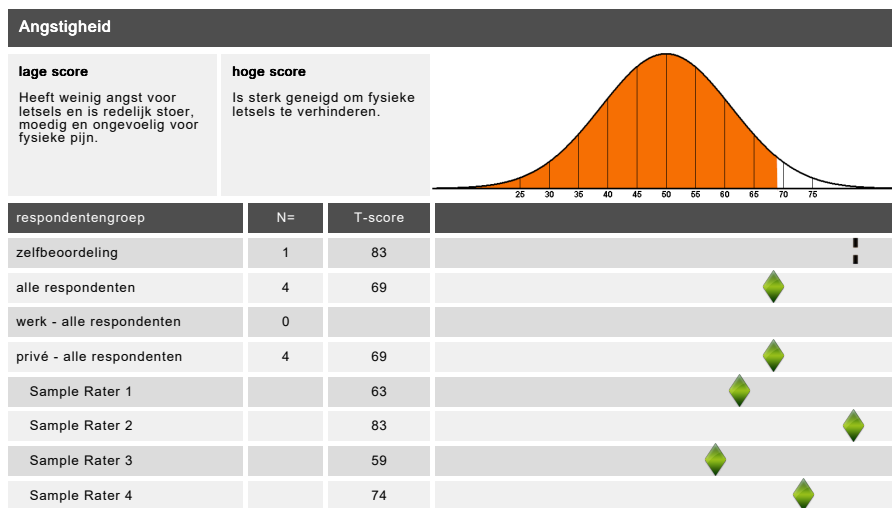 Angstigheid
lage score
Heeft weinig angst voor
letsels en is redelijk stoer,
moedig en ongevoelig voor
fysieke pijn.
hoge score
Is sterk geneigd om fysieke
letsels te verhinderen.
25 30 35 40 45 50 55 60 65 70 75
respondentengroep N= T-score
zelfbeoordeling 1 83
alle respondenten 4 69
werk - alle respondenten 0
privé - alle respondenten 4 69
Sample Rater 1 63
Sample Rater 2 83
Sample Rater 3 59
Sample Rater 4 74